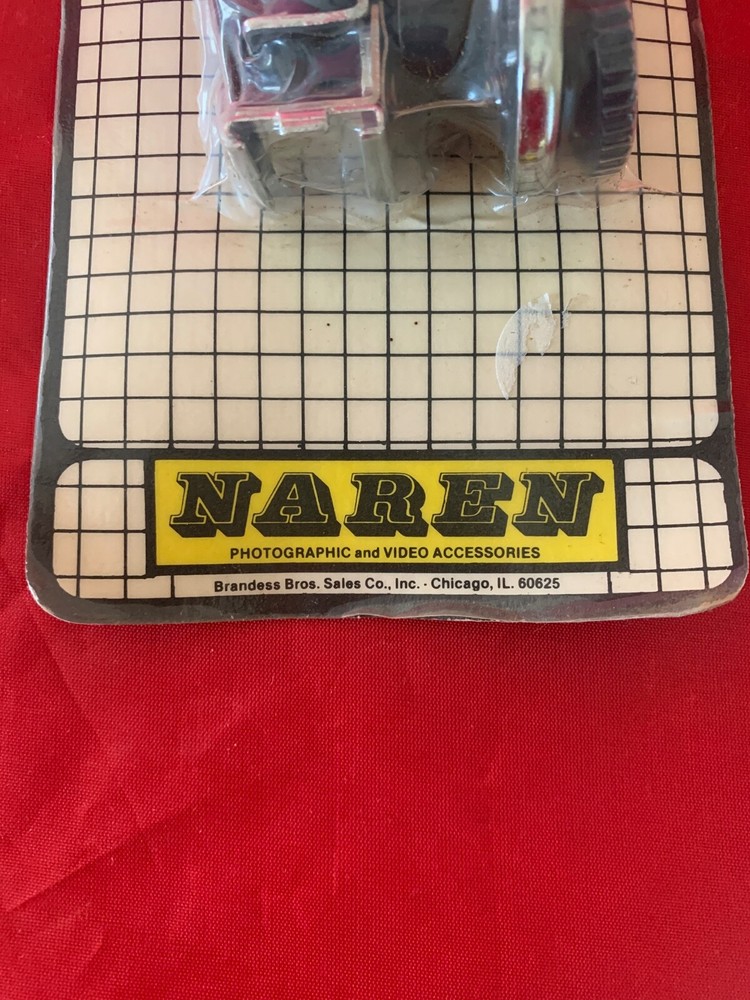 NAREN
PHOTOGRAPHIC and VIDEO ACCESSORIES
Brandess Bros. Sales Co., Inc. · Chicago, IL. 60625